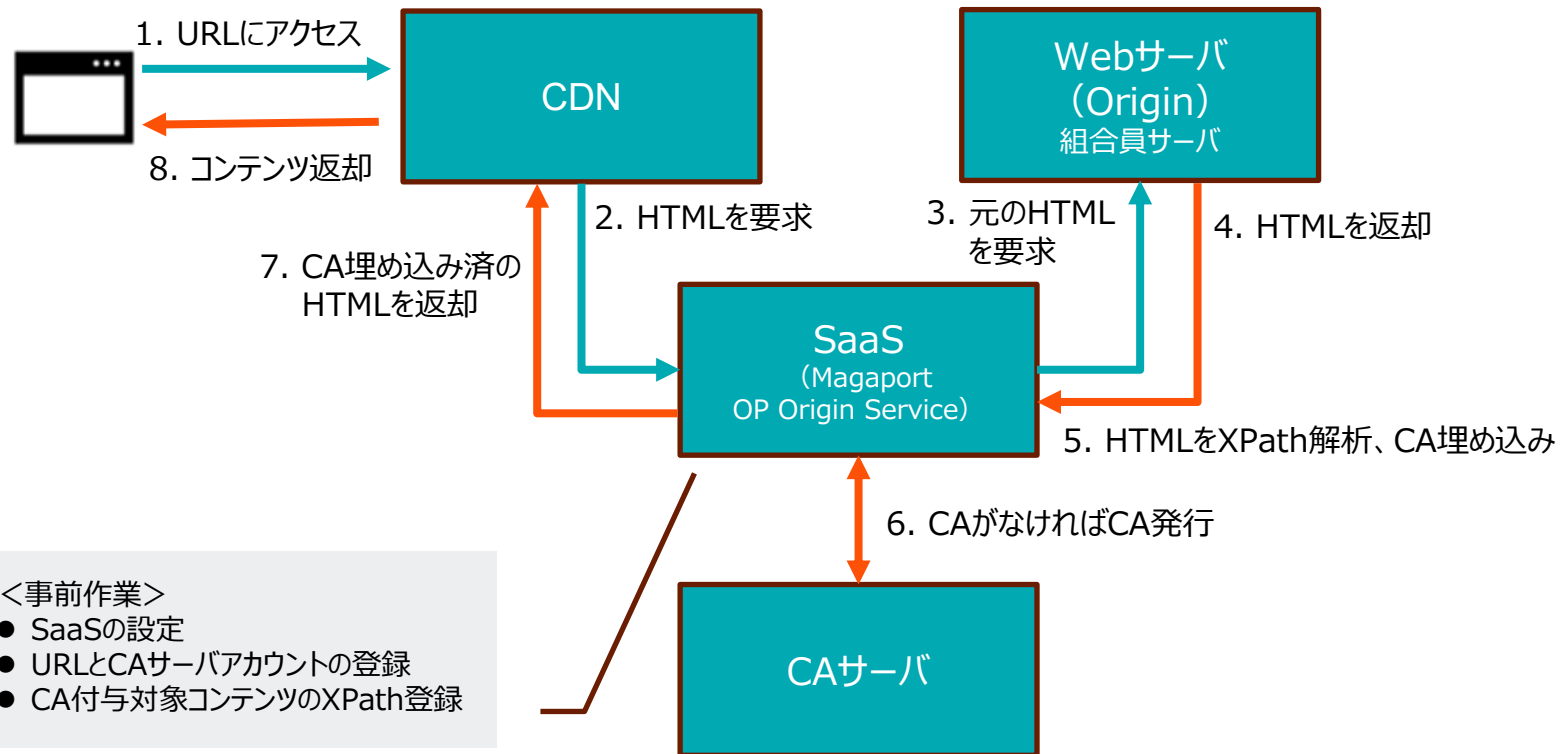 1. URLにアクセス
CDN
Webサーバ
（Origin）
組合員サーバ
8. コンテンツ返却
2. HTMLを要求
3. 元のHTML
を要求
4. HTMLを返却
7. CA埋め込み済の
HTMLを返却
SaaS
（Magaport
OP Origin Service）
5. HTMLをXPath解析、CA埋め込み
6. CAがなければCA発行
＜事前作業＞
● SaaSの設定
● URLとCAサーバアカウントの登録
● CA付与対象コンテンツのXPath登録
CAサーバ